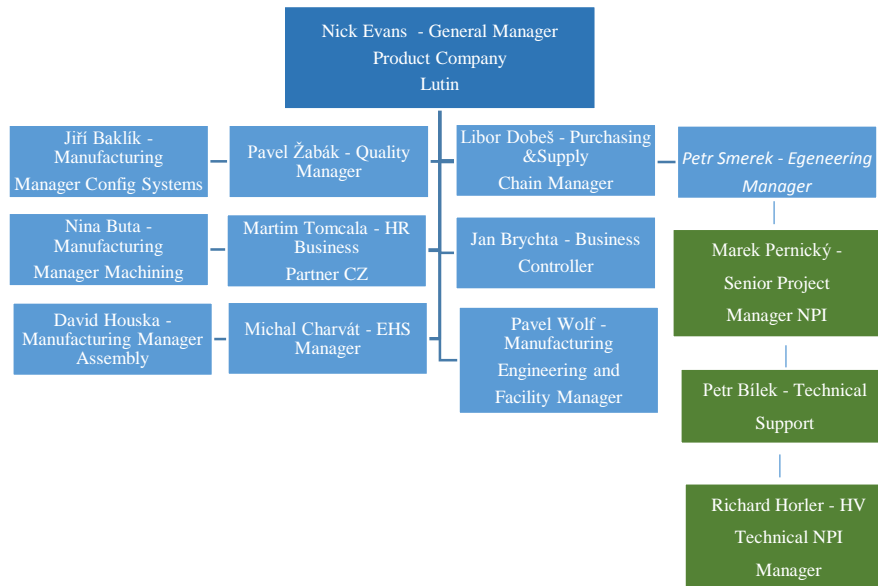 Nick Evans  - General Manager
Product Company
Lutin
Jiří Baklík -
Manufacturing
Manager Config Systems
Pavel Žabák - Quality
Manager
Libor Dobeš - Purchasing
&Supply
Chain Manager
Petr Smerek - Egeneering
Manager
Nina Buta -
Manufacturing
Manager Machining
Martim Tomcala - HR
Business
Partner CZ
Jan Brychta - Business
Controller
Marek Pernický -
Senior Project
Manager NPI
David Houska -
Manufacturing Manager
Assembly
Michal Charvát - EHS
Manager
Pavel Wolf -
Manufacturing
Engineering and
Facility Manager
Petr Bílek - Technical
Support
Richard Horler - HV
Technical NPI
Manager